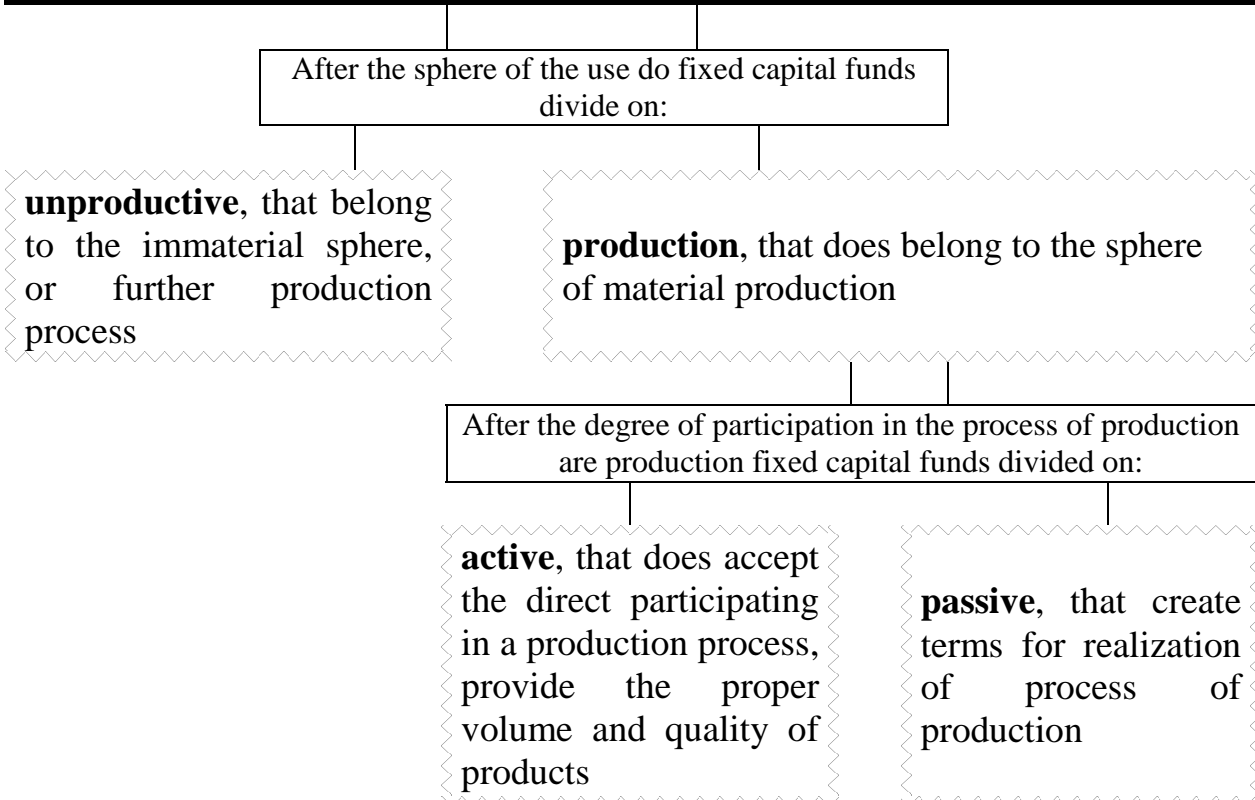 After the sphere of the use do fixed capital funds
divide on:
unproductive, that belong
to the immaterial sphere,
or further production
process
production, that does belong to the sphere
of material production
After the degree of participation in the process of production
are production fixed capital funds divided on:
active, that does accept
the direct participating
in a production process,
provide the proper
volume and quality of
products
passive, that create
terms for realization
of process of
production